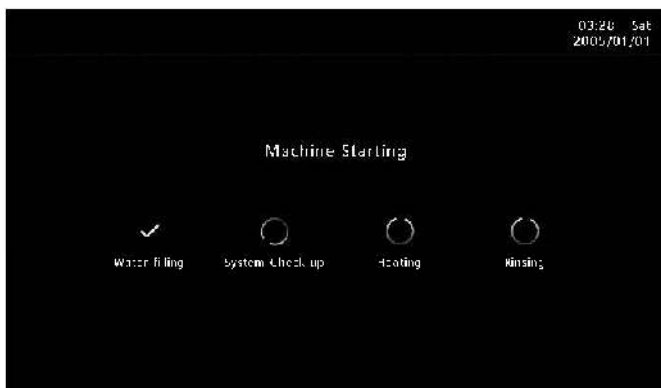 03:28 Sat
2005/01/01
Machine Starting
Water filling
System Check up
Heating
Rinsing